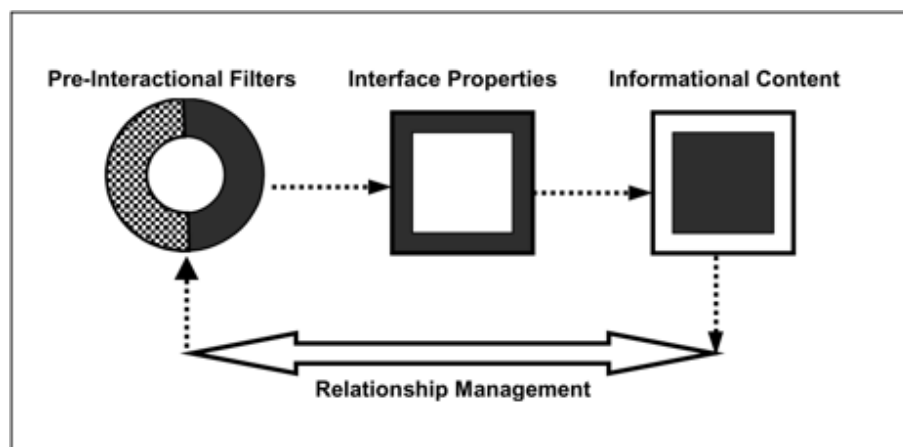 Pre-Interactional Filters
Interface Properties
Informational Content
Relationship Management